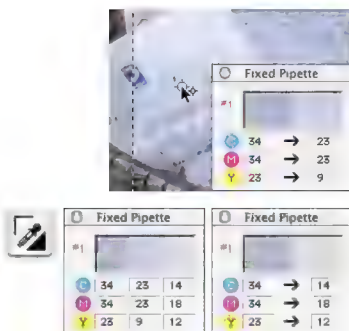 Fixed Pipette
#1
C 34 → 23
M 34 → 23
Y 23 → 9
Fixed Pipette
#1
C 34 23 14
M 34 23 18
Y 23 9 12
Fixed Pipette
#1
C 34 → 14
M 34 → 18
Y 23 → 12